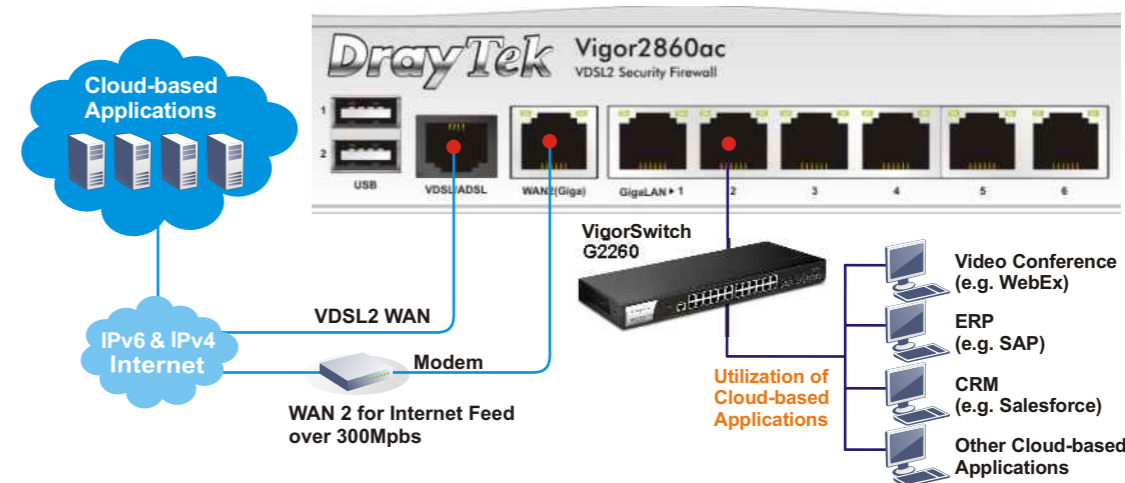 DrayTek
Vigor2860ac
VDSL2 Security Firewall
1
2
USB
VDSL/ADSL
WAN2(Giga)
GigaLAN
1
2
3
4
5
6
Cloud-based
Applications
IPv6 & IPv4
Internet
VDSL2 WAN
Modem
WAN 2 for Internet Feed
over 300Mpbs
VigorSwitch
G2260
Utilization of
Cloud-based
Applications
Video Conference
(e.g. WebEx)
ERP
(e.g. SAP)
CRM
(e.g. Salesforce)
Other Cloud-based
Applications